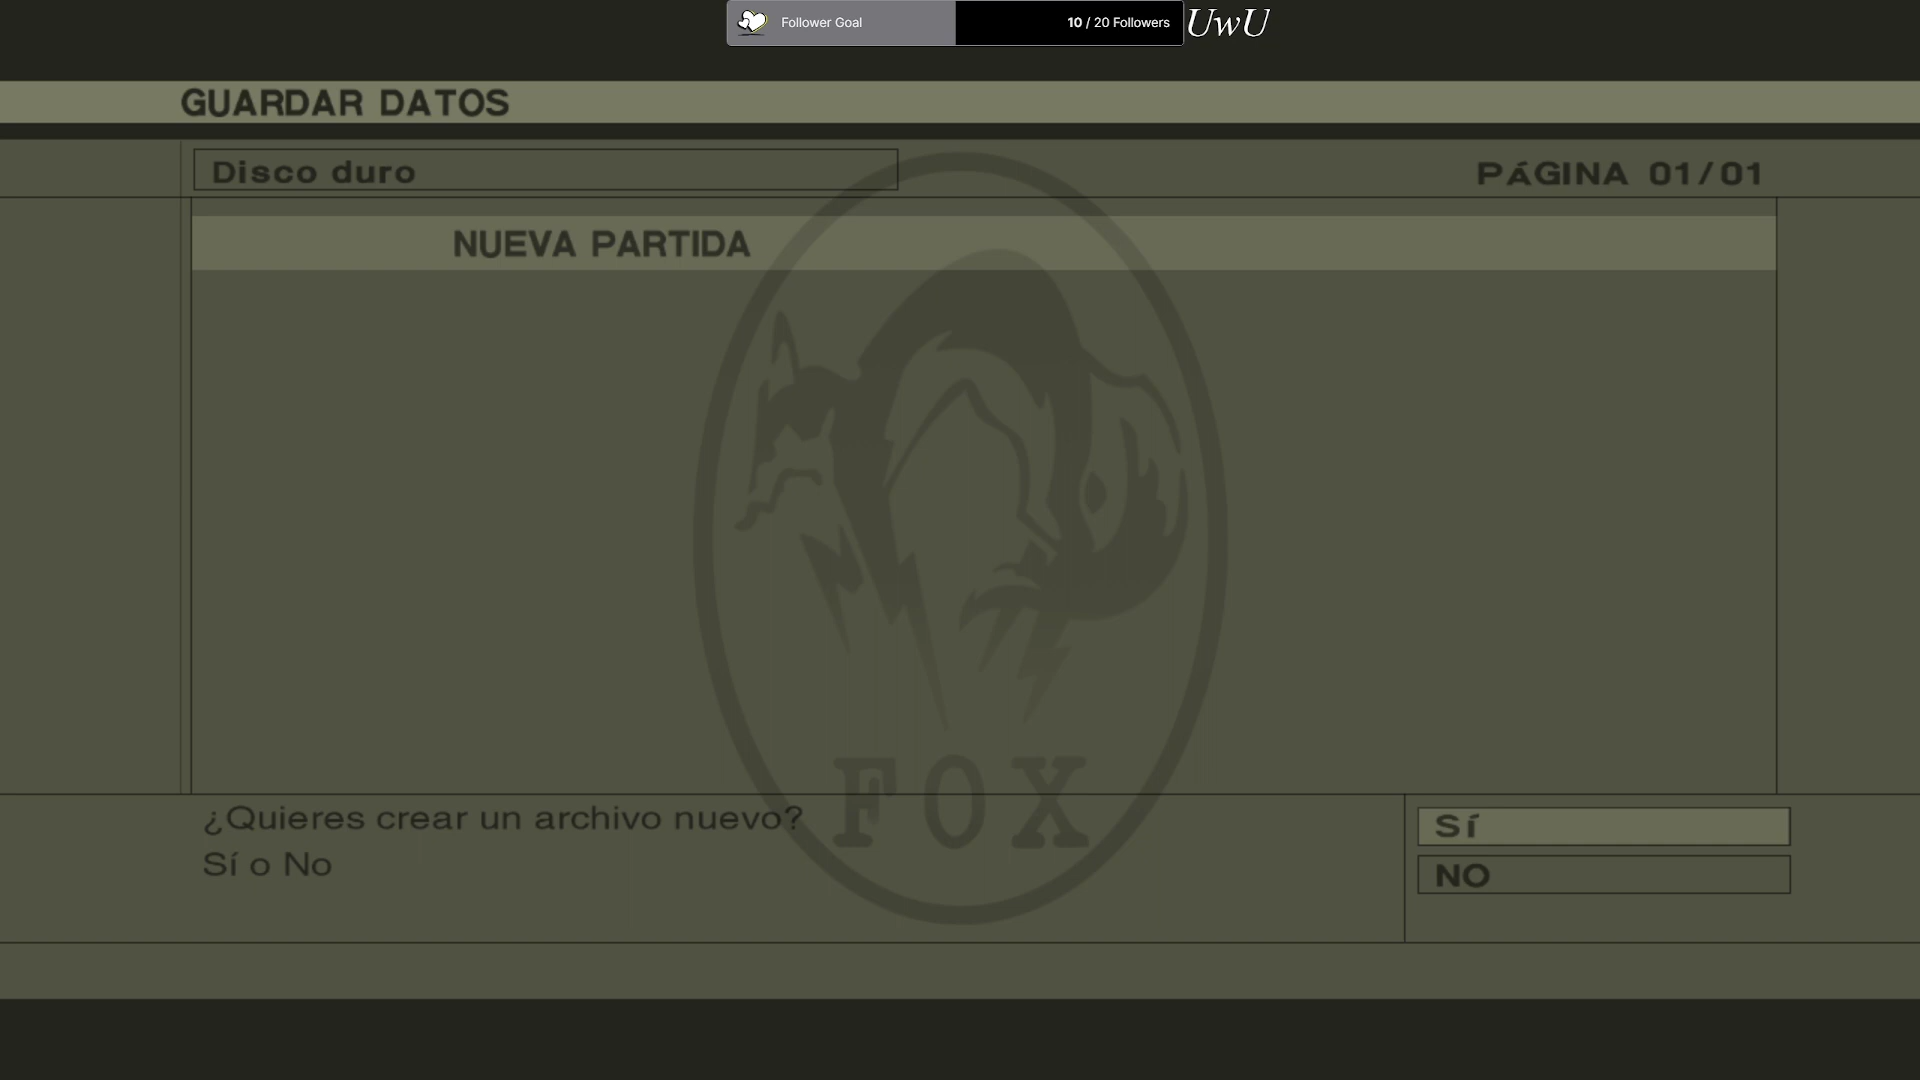 Follower Goal
10 / 20 Followers
UwU
GUARDAR DATOS
Disco duro
PÁGINA 01/01
NUEVA PARTIDA
FOX
¿Quieres crear un archivo nuevo?
Sí o No
SÍ
NO